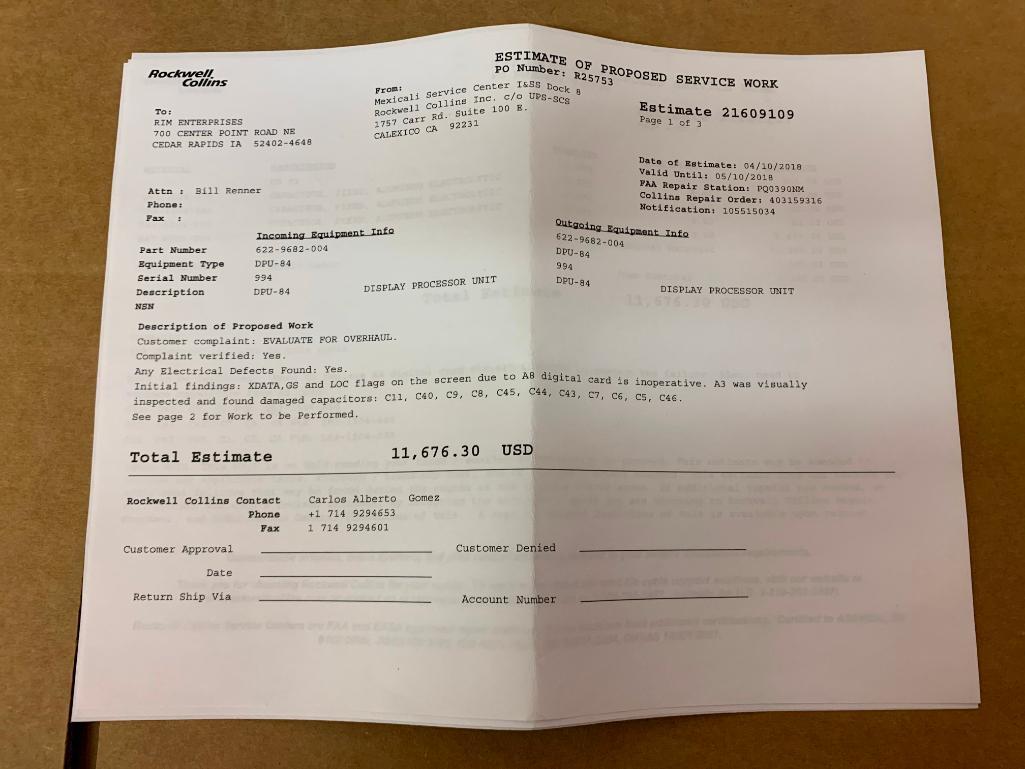 Rockwell Collins
ESTIMATE OF PROPOSED SERVICE WORK
PO Number: R25753
To:
RIM ENTERPRISES
700 CENTER POINT ROAD NE
CEDAR RAPIDS IA 52402-4648
From:
Mexicali Service Center I&SS Dock 8
Rockwell Collins Inc. c/o UPS-SCS
1757 Carr Rd. Suite 100 E.
CALEXICO CA 92231
Estimate 21609109
Page 1 of 3
Date of Estimate: 04/10/2018
Valid Until: 05/10/2018
FAA Repair Station: PQ0390NM
Collins Repair Order: 403159316
Notification: 105515034
Attn : Bill Renner
Phone:
Fax :
Incoming Equipment Info Outgoing Equipment Info
Part Number 622-9682-004 622-9682-004
Equipment Type DPU-84 DPU-84
Serial Number 994 994
Description DPU-84 DISPLAY PROCESSOR UNIT DPU-84 DISPLAY PROCESSOR UNIT
NSN
Description of Proposed Work
Customer complaint: EVALUATE FOR OVERHAUL.
Complaint verified: Yes.
Any Electrical Defects Found: Yes.
Initial findings: XDATA,GS and LOC flags on the screen due to A8 digital card is inoperative. A3 was visually
inspected and found damaged capacitors: C11, C40, C9, C8, C45, C44, C43, C7, C6, C5, C46.
See page 2 for Work to be Performed.
Total Estimate 11,676.30 USD
Rockwell Collins Contact Carlos Alberto Gomez
Phone +1 714 9294653
Fax 1 714 9294601
Customer Approval Customer Denied
Date
Return Ship Via Account Number